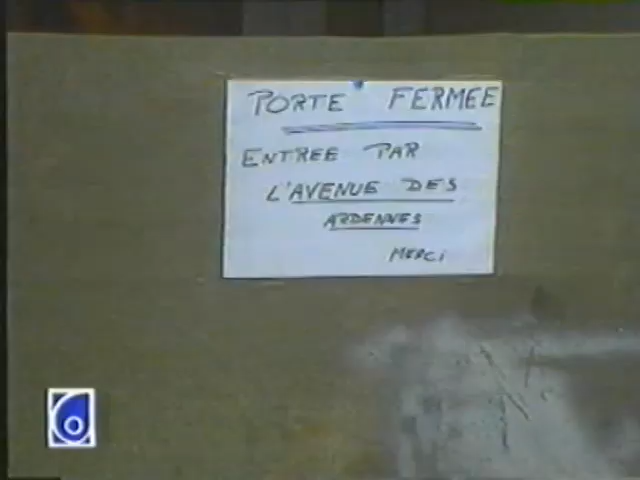 PORTE FERMEE
ENTREE PAR
L'AVENUE DES
ARDENNES
MERCI